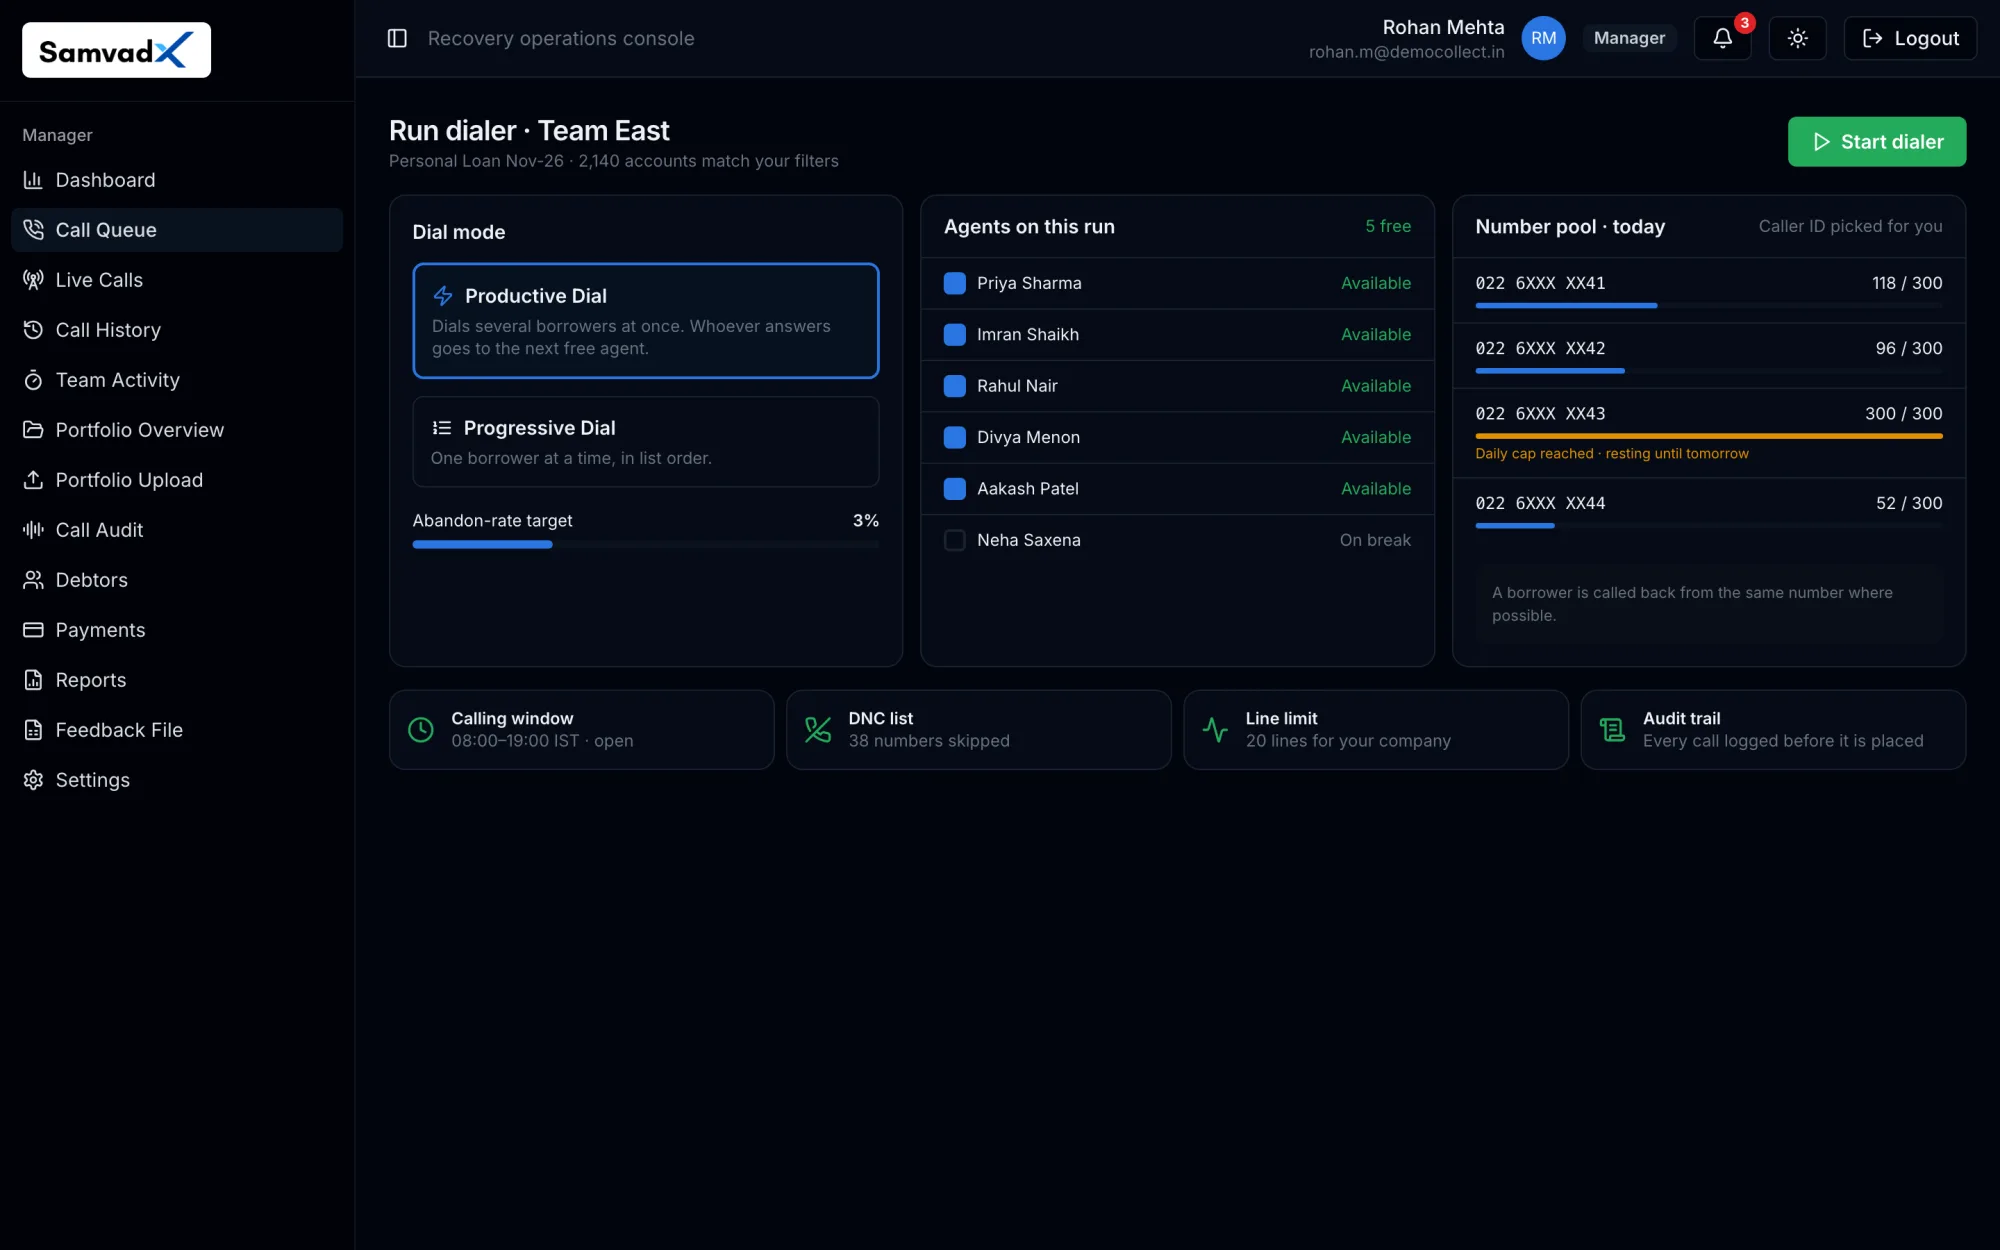 SamvadX
Recovery operations console
Rohan Mehta
rohan.m@democollect.in
RM
Manager
3
Logout
Manager
Dashboard
Call Queue
Live Calls
Call History
Team Activity
Portfolio Overview
Portfolio Upload
Call Audit
Debtors
Payments
Reports
Feedback File
Settings
Run dialer · Team East
Personal Loan Nov-26 · 2,140 accounts match your filters
Start dialer
Dial mode
Productive Dial
Dials several borrowers at once. Whoever answers
goes to the next free agent.
Progressive Dial
One borrower at a time, in list order.
Abandon-rate target 3%
Agents on this run 5 free
Priya Sharma Available
Imran Shaikh Available
Rahul Nair Available
Divya Menon Available
Aakash Patel Available
Neha Saxena On break
Number pool · today Caller ID picked for you
022 6XXX XX41 118 / 300
022 6XXX XX42 96 / 300
022 6XXX XX43 300 / 300
Daily cap reached · resting until tomorrow
022 6XXX XX44 52 / 300
A borrower is called back from the same number where
possible.
Calling window
08:00–19:00 IST · open
DNC list
38 numbers skipped
Line limit
20 lines for your company
Audit trail
Every call logged before it is placed